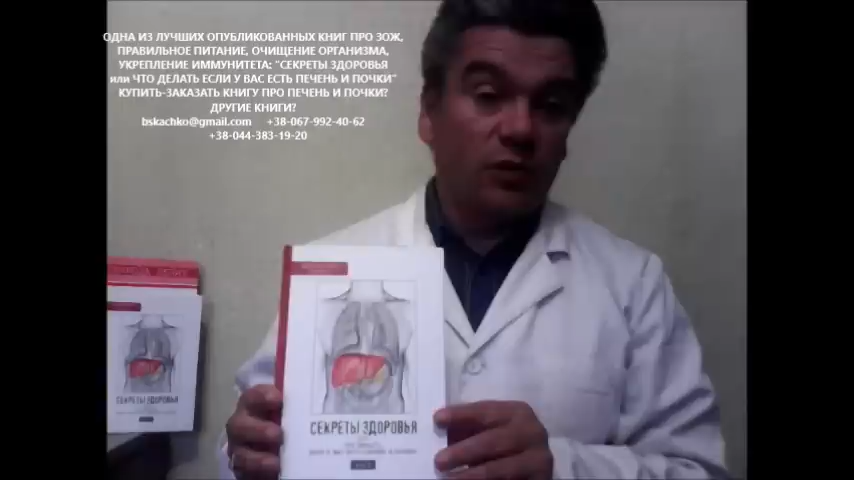 ОДНА ИЗ ЛУЧШИХ ОПУБЛИКОВАННЫХ КНИГ ПРО ЗОЖ,
ПРАВИЛЬНОЕ ПИТАНИЕ, ОЧИЩЕНИЕ ОРГАНИЗМА,
УКРЕПЛЕНИЕ ИММУНИТЕТА: "СЕКРЕТЫ ЗДОРОВЬЯ
или ЧТО ДЕЛАТЬ ЕСЛИ У ВАС ЕСТЬ ПЕЧЕНЬ И ПОЧКИ"
КУПИТЬ-ЗАКАЗАТЬ КНИГУ ПРО ПЕЧЕНЬ И ПОЧКИ?
ДРУГИЕ КНИГИ?
bskachko@gmail.com +38-067-992-40-62
+38-044-383-19-20
СЕКРЕТЫ ЗДОРОВЬЯ
СЕКРЕТЫ ЗДОРОВЬЯ